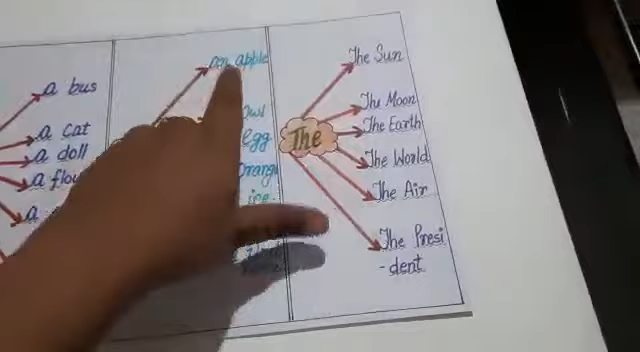 a bus
a Cat
a doll
a
an apple
Owl
egg
Orange
ice
The
The Sun
The Moon
The Earth
The World
The Air
The Presi
-dent